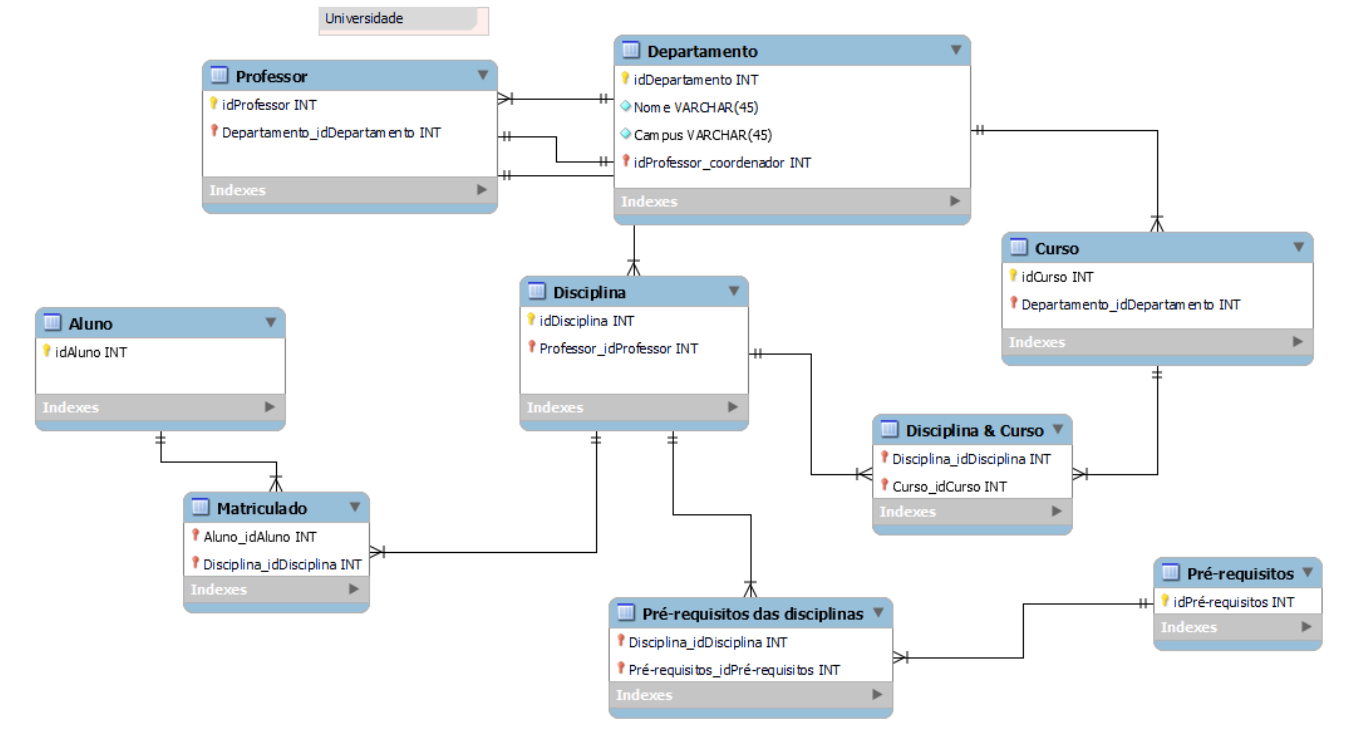 Universidade
Departamento
idDepartamento INT
Nome VARCHAR(45)
Campus VARCHAR(45)
idProfessor_coordenador INT
Indexes
Professor
idProfessor INT
Departamento_idDepartamento INT
Indexes
Curso
idCurso INT
Departamento_idDepartamento INT
Indexes
Disciplina
idDisciplina INT
Professor_idProfessor INT
Indexes
Aluno
idAluno INT
Indexes
Disciplina & Curso
Disciplina_idDisciplina INT
Curso_idCurso INT
Indexes
Matriculado
Aluno_idAluno INT
Disciplina_idDisciplina INT
Indexes
Pré-requisitos
idPré-requisitos INT
Indexes
Pré-requisitos das disciplinas
Disciplina_idDisciplina INT
Pré-requisitos_idPré-requisitos INT
Indexes